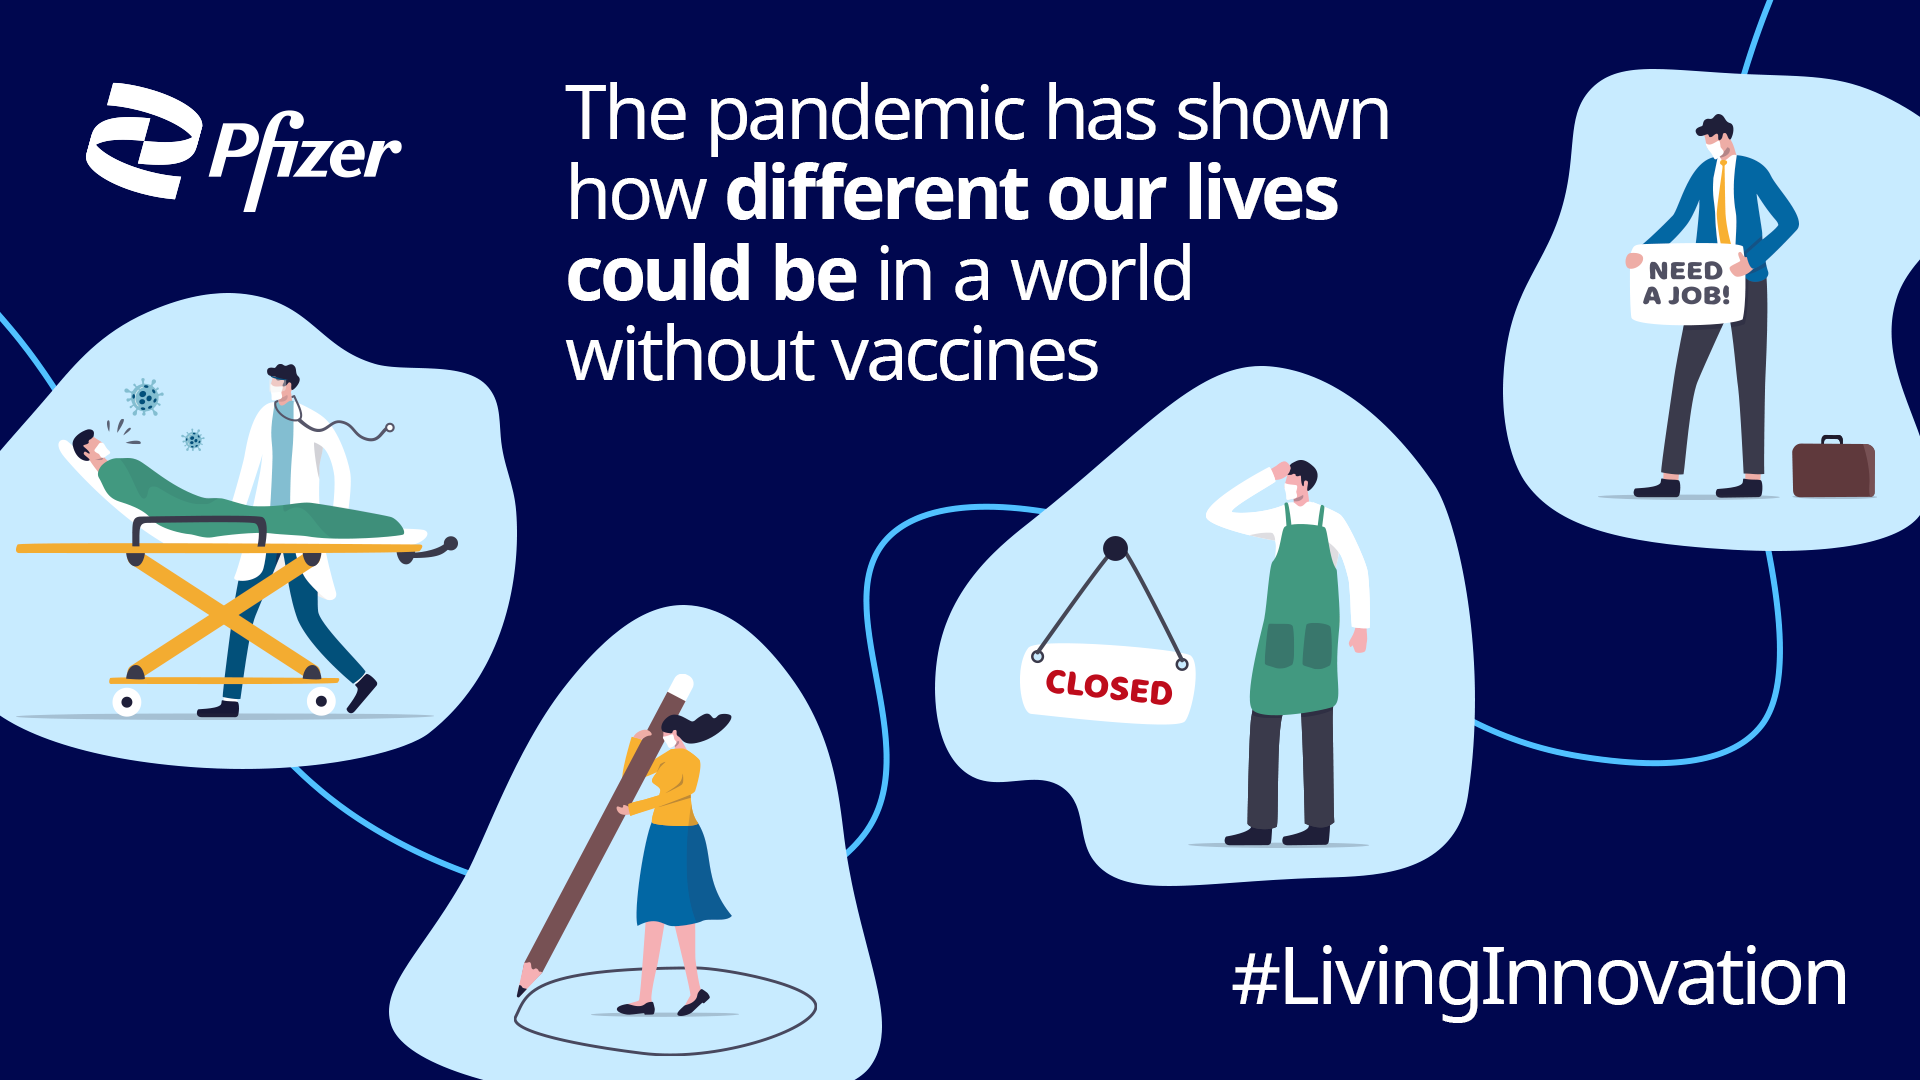 Pfizer
The pandemic has shown
how different our lives
could be in a world
without vaccines
NEED
A JOB!
CLOSED
#LivingInnovation